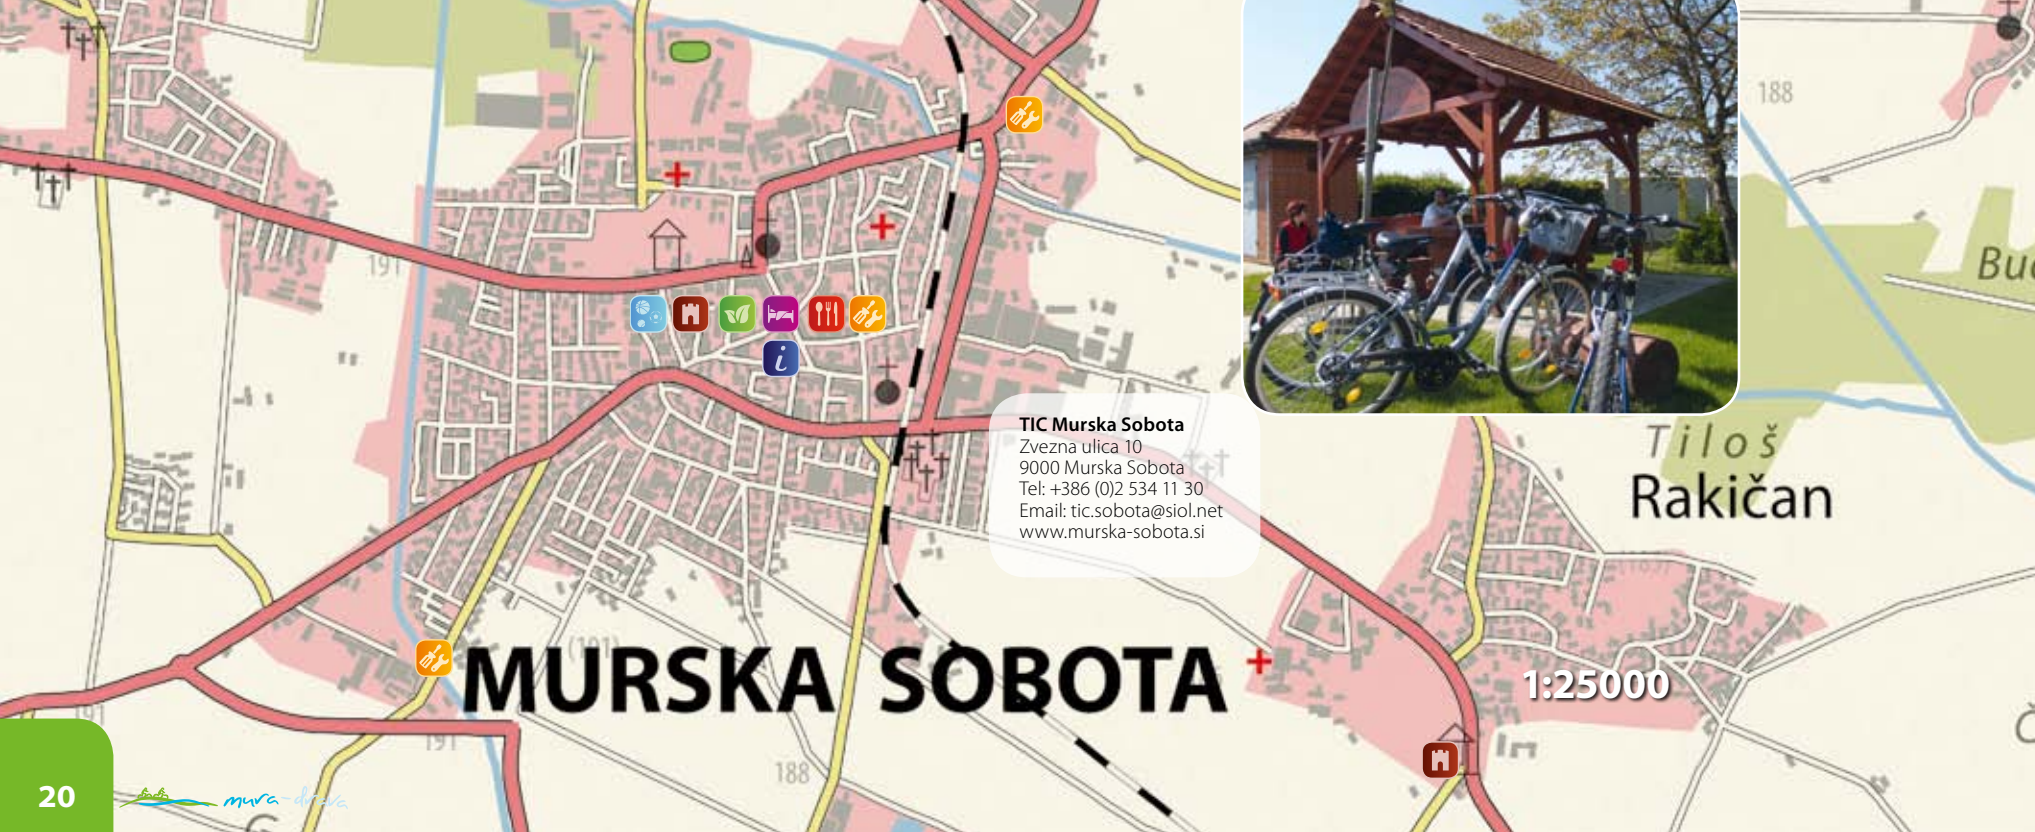 188
191
Bu
TIC Murska Sobota
Zvezna ulica 10
9000 Murska Sobota
Tel: +386 (0)2 534 11 30
Email: tic.sobota@siol.net
www.murska-sobota.si
Tiloš
Rakičan
MURSKA SOBOTA
1:25000
191
191
188
Č
20
mura-drava
G